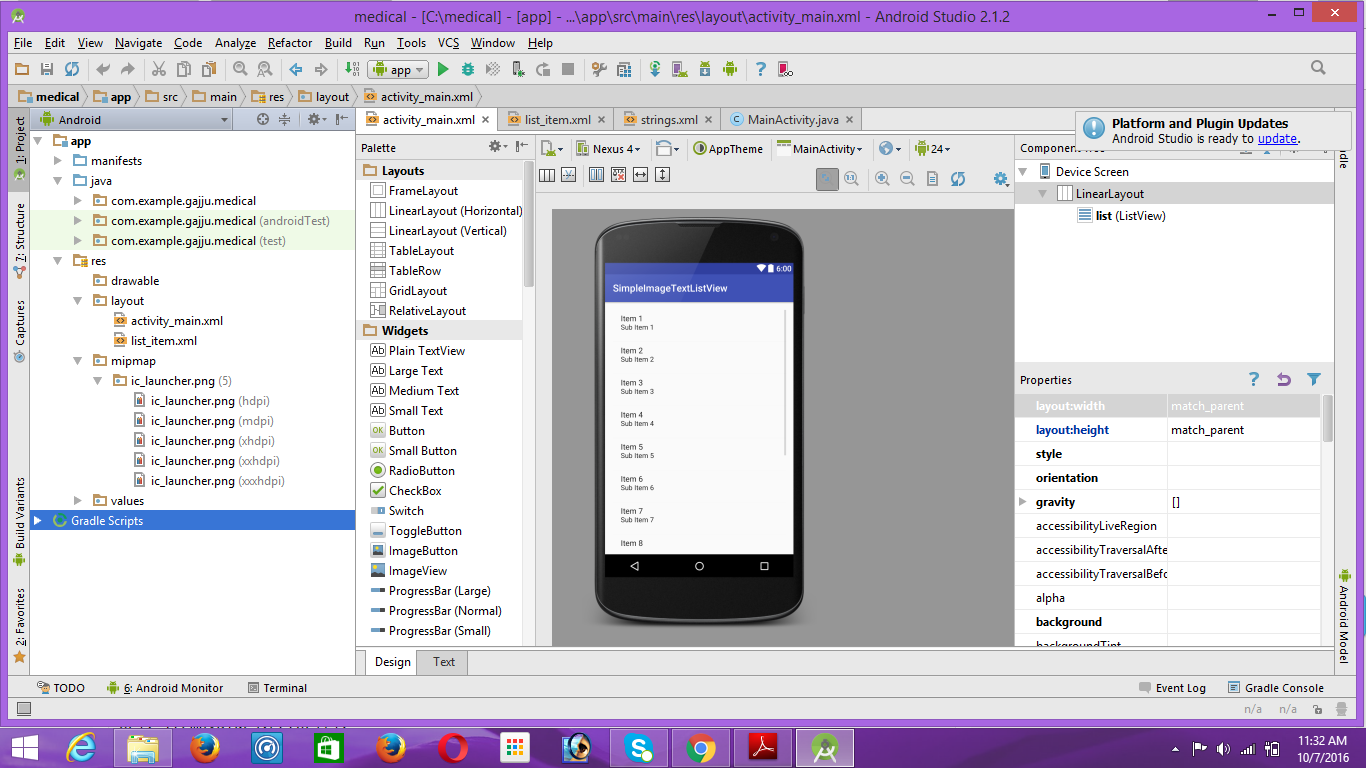 medical - [C:\medical] - [app] - ...\app\src\main\res\layout\activity_main.xml - Android Studio 2.1.2
File Edit View Navigate Code Analyze Refactor Build Run Tools VCS Window Help
app
medical app src main res layout activity_main.xml
Android
activity_main.xml list_item.xml strings.xml MainActivity.java
Platform and Plugin Updates
Android Studio is ready to update.
1: Project
7: Structure
Captures
Build Variants
2: Favorites
app
manifests
java
com.example.gajju.medical
com.example.gajju.medical (androidTest)
com.example.gajju.medical (test)
res
drawable
layout
activity_main.xml
list_item.xml
mipmap
ic_launcher.png (5)
ic_launcher.png (hdpi)
ic_launcher.png (mdpi)
ic_launcher.png (xhdpi)
ic_launcher.png (xxhdpi)
ic_launcher.png (xxxhdpi)
values
Gradle Scripts
Palette
Layouts
FrameLayout
LinearLayout (Horizontal)
LinearLayout (Vertical)
TableLayout
TableRow
GridLayout
RelativeLayout
Widgets
Ab Plain TextView
Ab Large Text
Ab Medium Text
Ab Small Text
OK Button
OK Small Button
RadioButton
CheckBox
Switch
ToggleButton
ImageButton
ImageView
ProgressBar (Large)
ProgressBar (Normal)
ProgressBar (Small)
Nexus 4 AppTheme MainActivity 24
6:00
SimpleImageTextListView
Item 1
Sub Item 1
Item 2
Sub Item 2
Item 3
Sub Item 3
Item 4
Sub Item 4
Item 5
Sub Item 5
Item 6
Sub Item 6
Item 7
Sub Item 7
Item 8
Design Text
Device Screen
LinearLayout
list (ListView)
Properties
layout:width match_parent
layout:height match_parent
style
orientation
gravity []
accessibilityLiveRegion
accessibilityTraversalAfte
accessibilityTraversalBefo
alpha
background
backgroundTint
Android Model
TODO 6: Android Monitor Terminal Event Log Gradle Console
n/a n/a
11:32 AM
10/7/2016